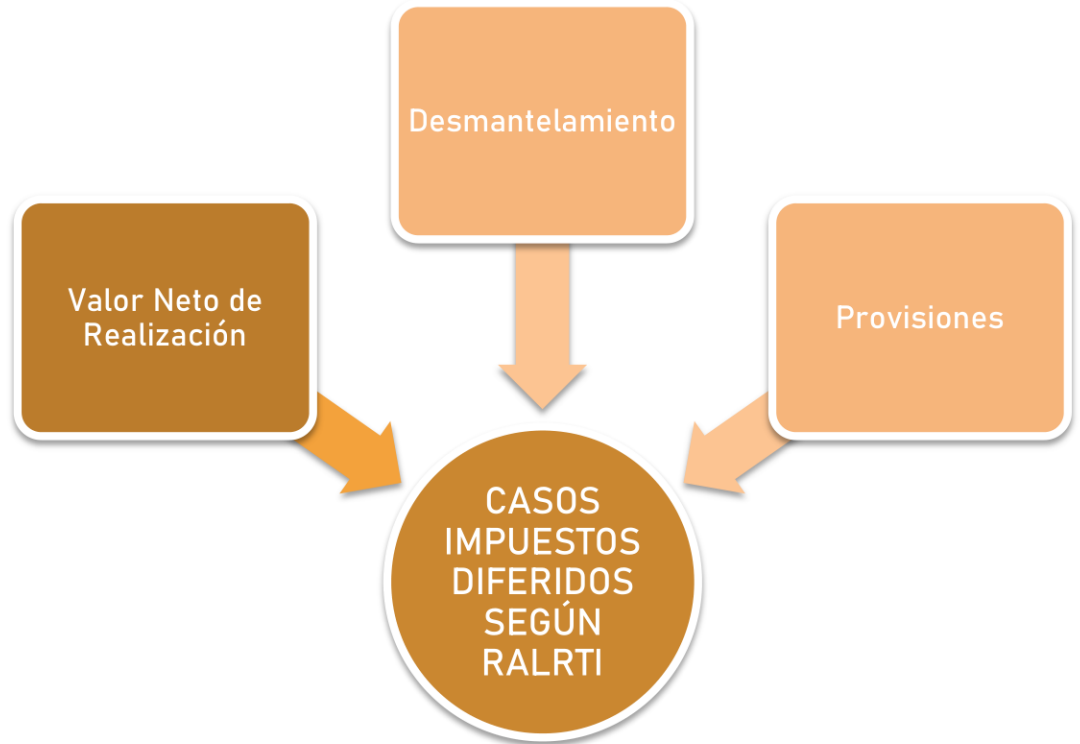 Desmantelamiento
Valor Neto de
Realización
Provisiones
CASOS
IMPUESTOS
DIFERIDOS
SEGÚN
RALRTI